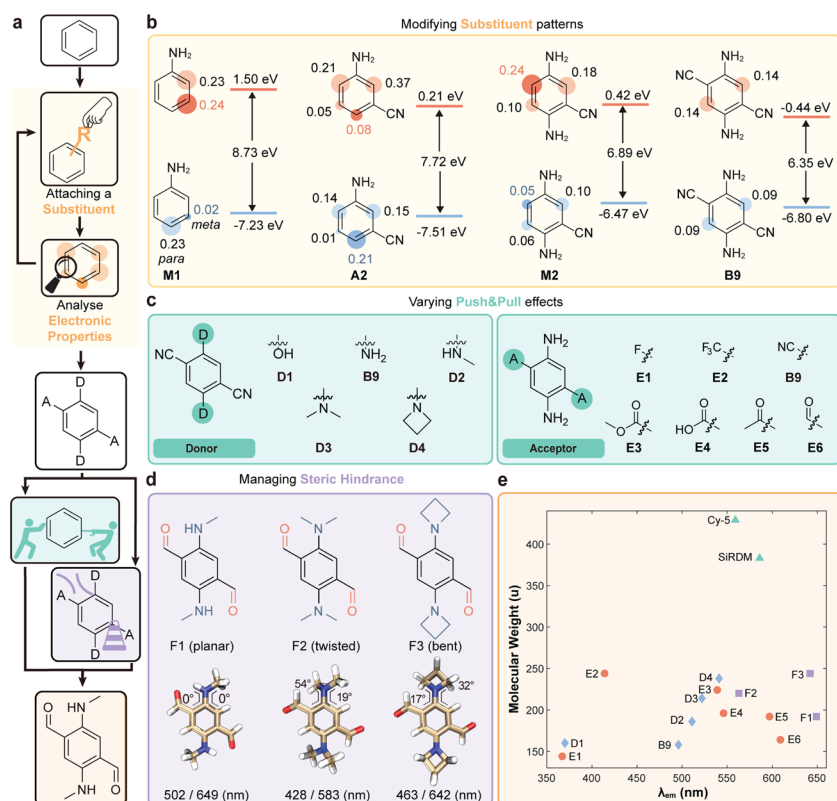 a
R
Attaching a
Substituent
Analyse
Electronic
Properties
D
A
A
D
D
A
A
D
O
HN
NH
O
b
Modifying Substituent patterns
NH₂
0.23
0.24
1.50 eV
8.73 eV
NH₂
0.02
meta
0.23
para
-7.23 eV
M1
NH₂
0.21
0.37
0.05
CN
0.08
0.21 eV
7.72 eV
NH₂
0.14
0.15
0.01
CN
0.21
-7.51 eV
A2
NH₂
0.24
0.18
0.10
CN
NH₂
0.42 eV
6.89 eV
NH₂
0.05
0.10
0.06
CN
NH₂
-6.47 eV
M2
NH₂
NC
0.14
0.14
CN
NH₂
-0.44 eV
6.35 eV
NH₂
NC
0.09
0.09
CN
NH₂
-6.80 eV
B9
c
Varying Push&Pull effects
D
NC
CN
D
Donor
OH
D1
NH₂
B9
HN
D2
N
D3
N
D4
NH₂
A
A
NH₂
Acceptor
F
E1
F₃C
E2
NC
B9
O
O
E3
O
HO
E4
O
E5
O
E6
d
Managing Steric Hindrance
O
HN
NH
O
F1 (planar)
O
N
N
O
F2 (twisted)
O
N
N
O
F3 (bent)
0°
0°
54°
19°
17°
32°
502 / 649 (nm)
428 / 583 (nm)
463 / 642 (nm)
e
Molecular Weight (u)
400
350
300
250
200
150
Cy-5
SiRDM
E2
D4
E3
D3
F2
F3
E4
D2
E5
F1
B9
E6
D1
E1
350
400
450
500
550
600
650
λem (nm)